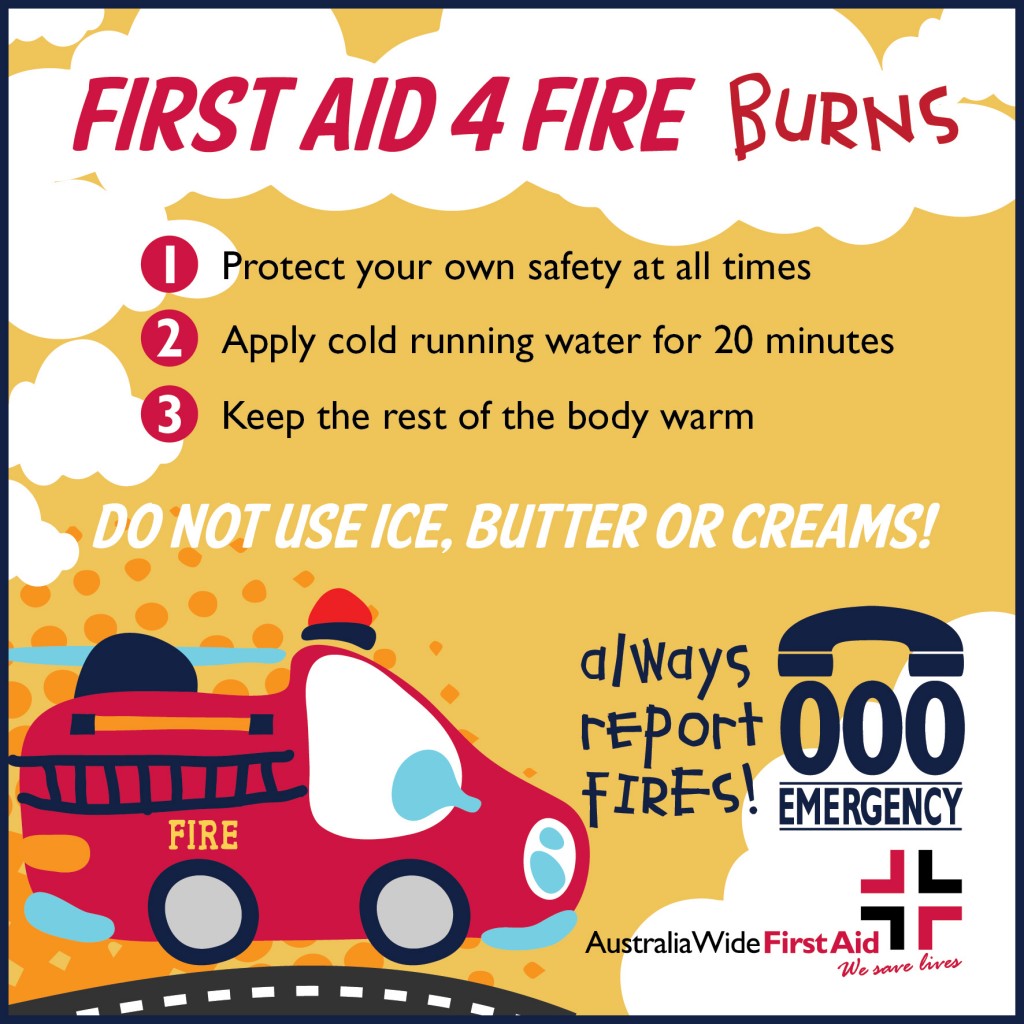 FIRST AID 4 FIRE BURNS
1 Protect your own safety at all times
2 Apply cold running water for 20 minutes
3 Keep the rest of the body warm
DO NOT USE ICE, BUTTER OR CREAMS!
always
report
FIRES!
000
EMERGENCY
FIRE
AustraliaWide First Aid
We save lives